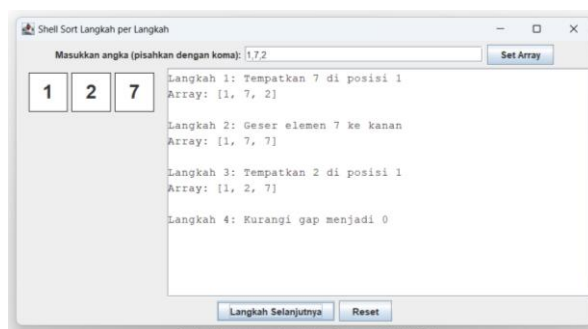 Shell Sort Langkah per Langkah
Masukkan angka (pisahkan dengan koma): 1,7,2 Set Array
1 2 7
Langkah 1: Tempatkan 7 di posisi 1
Array: [1, 7, 2]
Langkah 2: Geser elemen 7 ke kanan
Array: [1, 7, 7]
Langkah 3: Tempatkan 2 di posisi 1
Array: [1, 2, 7]
Langkah 4: Kurangi gap menjadi 0
Langkah Selanjutnya Reset